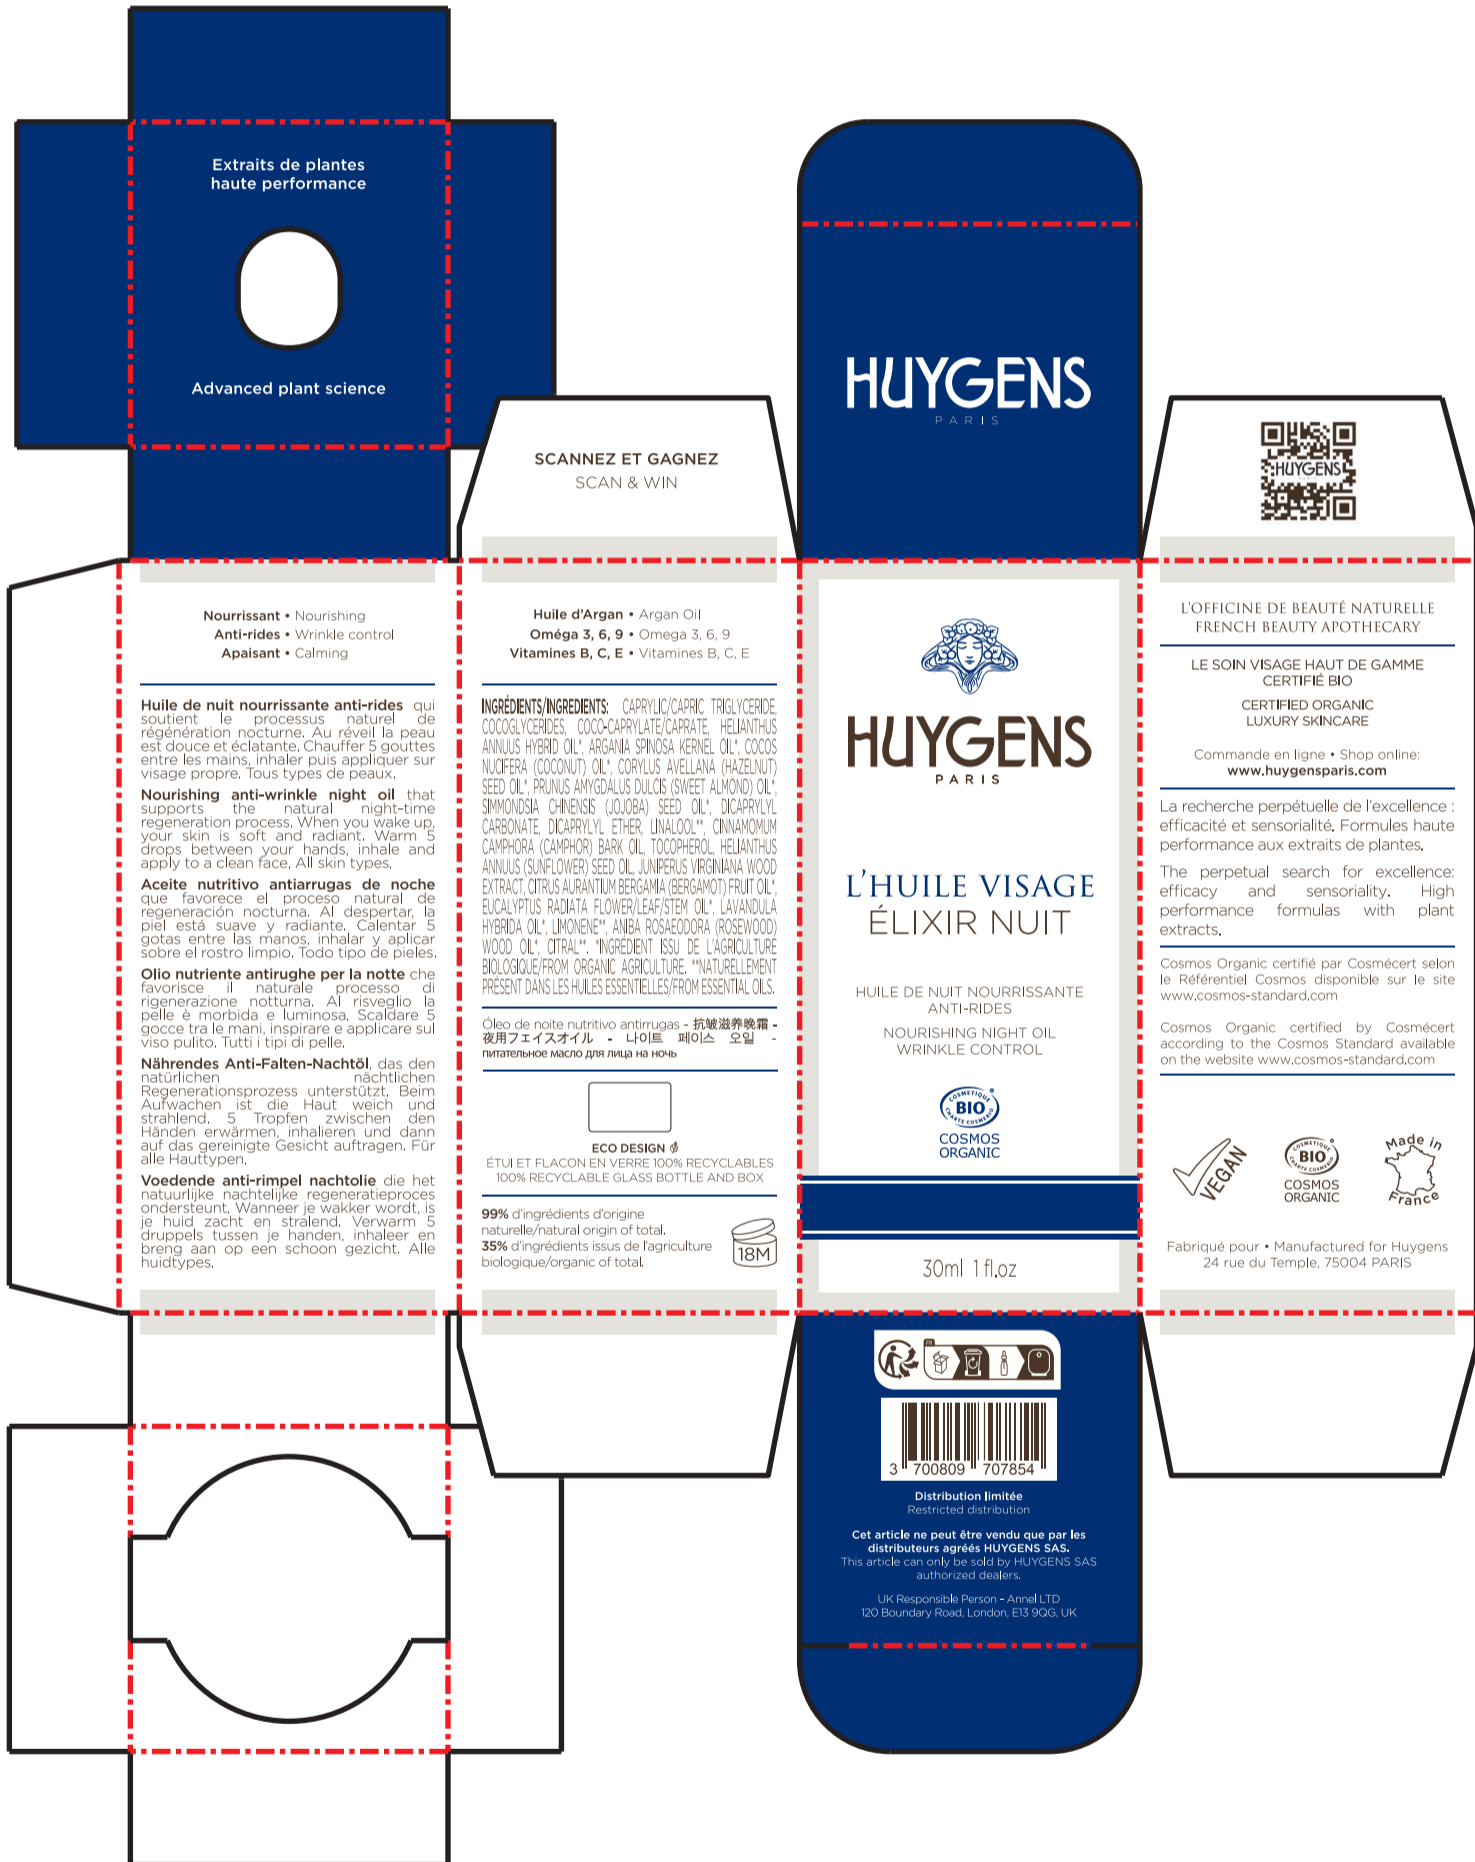 Extraits de plantes
haute performance
Advanced plant science
Nourrissant • Nourishing
Anti-rides • Wrinkle control
Apaisant • Calming
Huile de nuit nourrissante anti-rides qui
soutient le processus naturel de
régénération nocturne. Au réveil la peau
est douce et éclatante. Chauffer 5 gouttes
entre les mains, inhaler puis appliquer sur
visage propre. Tous types de peaux.
Nourishing anti-wrinkle night oil that
supports the natural night-time
regeneration process. When you wake up,
your skin is soft and radiant. Warm 5
drops between your hands, inhale and
apply to a clean face. All skin types.
Aceite nutritivo antiarrugas de noche
que favorece el proceso natural de
regeneración nocturna. Al despertar, la
piel está suave y radiante. Calentar 5
gotas entre las manos, inhalar y aplicar
sobre el rostro limpio. Todo tipo de pieles.
Olio nutriente antirughe per la notte che
favorisce il naturale processo di
rigenerazione notturna. Al risveglio la
pelle è morbida e luminosa. Scaldare 5
gocce tra le mani, inspirare e applicare sul
viso pulito. Tutti i tipi di pelle.
Nährendes Anti-Falten-Nachtöl, das den
natürlichen nächtlichen
Regenerationsprozess unterstützt. Beim
Aufwachen ist die Haut weich und
strahlend. 5 Tropfen zwischen den
Händen erwärmen, inhalieren und dann
auf das gereinigte Gesicht auftragen. Für
alle Hauttypen.
Voedende anti-rimpel nachtolie die het
natuurlijke nachtelijke regeneratieproces
ondersteunt. Wanneer je wakker wordt, is
je huid zacht en stralend. Verwarm 5
druppels tussen je handen, inhaleer en
breng aan op een schoon gezicht. Alle
huidtypes.
SCANNEZ ET GAGNEZ
SCAN & WIN
Huile d'Argan • Argan Oil
Oméga 3, 6, 9 • Omega 3, 6, 9
Vitamines B, C, E • Vitamines B, C, E
INGRÉDIENTS/INGREDIENTS: CAPRYLIC/CAPRIC TRIGLYCERIDE,
COCOGLYCERIDES, COCO-CAPRYLATE/CAPRATE, HELIANTHUS
ANNUUS HYBRID OIL*, ARGANIA SPINOSA KERNEL OIL*, COCOS
NUCIFERA (COCONUT) OIL*, CORYLUS AVELLANA (HAZELNUT)
SEED OIL*, PRUNUS AMYGDALUS DULCIS (SWEET ALMOND) OIL*,
SIMMONDSIA CHINENSIS (JOJOBA) SEED OIL*, DICAPRYLYL
CARBONATE, DICAPRYLYL ETHER, LINALOOL**, CINNAMOMUM
CAMPHORA (CAMPHOR) BARK OIL, TOCOPHEROL, HELIANTHUS
ANNUUS (SUNFLOWER) SEED OIL, JUNIPERUS VIRGINIANA WOOD
EXTRACT, CITRUS AURANTIUM BERGAMIA (BERGAMOT) FRUIT OIL*,
EUCALYPTUS RADIATA FLOWER/LEAF/STEM OIL*, LAVANDULA
HYBRIDA OIL*, LIMONENE**, ANIBA ROSAEODORA (ROSEWOOD)
WOOD OIL*, CITRAL**. *INGRÉDIENT ISSU DE L'AGRICULTURE
BIOLOGIQUE/FROM ORGANIC AGRICULTURE. **NATURELLEMENT
PRÉSENT DANS LES HUILES ESSENTIELLES/FROM ESSENTIAL OILS.
Óleo de noite nutritivo antirrugas - 抗皱滋养晚霜 -
夜用フェイスオイル - 나이트 페이스 오일 -
питательное масло для лица на ночь
ECO DESIGN
ÉTUI ET FLACON EN VERRE 100% RECYCLABLES
100% RECYCLABLE GLASS BOTTLE AND BOX
99% d'ingrédients d'origine
naturelle/natural origin of total.
35% d'ingrédients issus de l'agriculture
biologique/organic of total.
18M
HUYGENS
PARIS
HUYGENS
PARIS
L'HUILE VISAGE
ÉLIXIR NUIT
HUILE DE NUIT NOURRISSANTE
ANTI-RIDES
NOURISHING NIGHT OIL
WRINKLE CONTROL
COSMETIQUE
BIO
CHARTE COSMEBIO
COSMOS
ORGANIC
30ml 1 fl.oz
FR
3 700809 707854
Distribution limitée
Restricted distribution
Cet article ne peut être vendu que par les
distributeurs agréés HUYGENS SAS.
This article can only be sold by HUYGENS SAS
authorized dealers.
UK Responsible Person - Annel LTD
120 Boundary Road, London, E13 9QG, UK
HUYGENS
L'OFFICINE DE BEAUTÉ NATURELLE
FRENCH BEAUTY APOTHECARY
LE SOIN VISAGE HAUT DE GAMME
CERTIFIÉ BIO
CERTIFIED ORGANIC
LUXURY SKINCARE
Commande en ligne • Shop online:
www.huygensparis.com
La recherche perpétuelle de l'excellence :
efficacité et sensorialité. Formules haute
performance aux extraits de plantes.
The perpetual search for excellence:
efficacy and sensoriality. High
performance formulas with plant
extracts.
Cosmos Organic certifié par Cosmécert selon
le Référentiel Cosmos disponible sur le site
www.cosmos-standard.com
Cosmos Organic certified by Cosmécert
according to the Cosmos Standard available
on the website www.cosmos-standard.com
VEGAN
COSMETIQUE
BIO
CHARTE COSMEBIO
COSMOS
ORGANIC
Made in
France
Fabriqué pour • Manufactured for Huygens
24 rue du Temple, 75004 PARIS